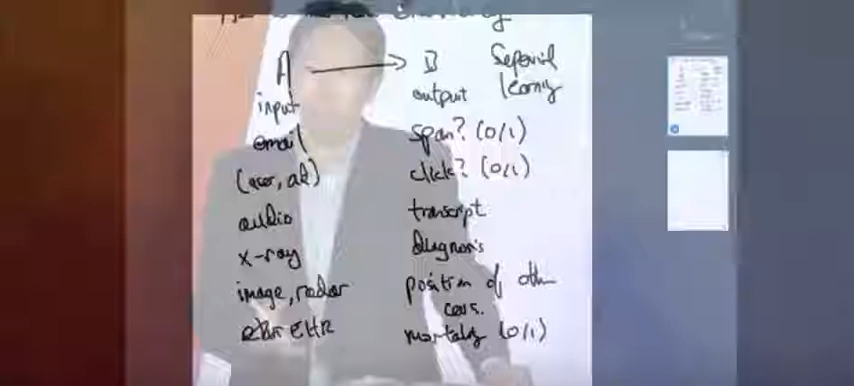 A → B Supervised learning
input output
email spam? (0/1)
(user, ad) click? (0/1)
audio transcript
x-ray diagnosis
image, radar position of other cars.
EHR mortality (0/1)